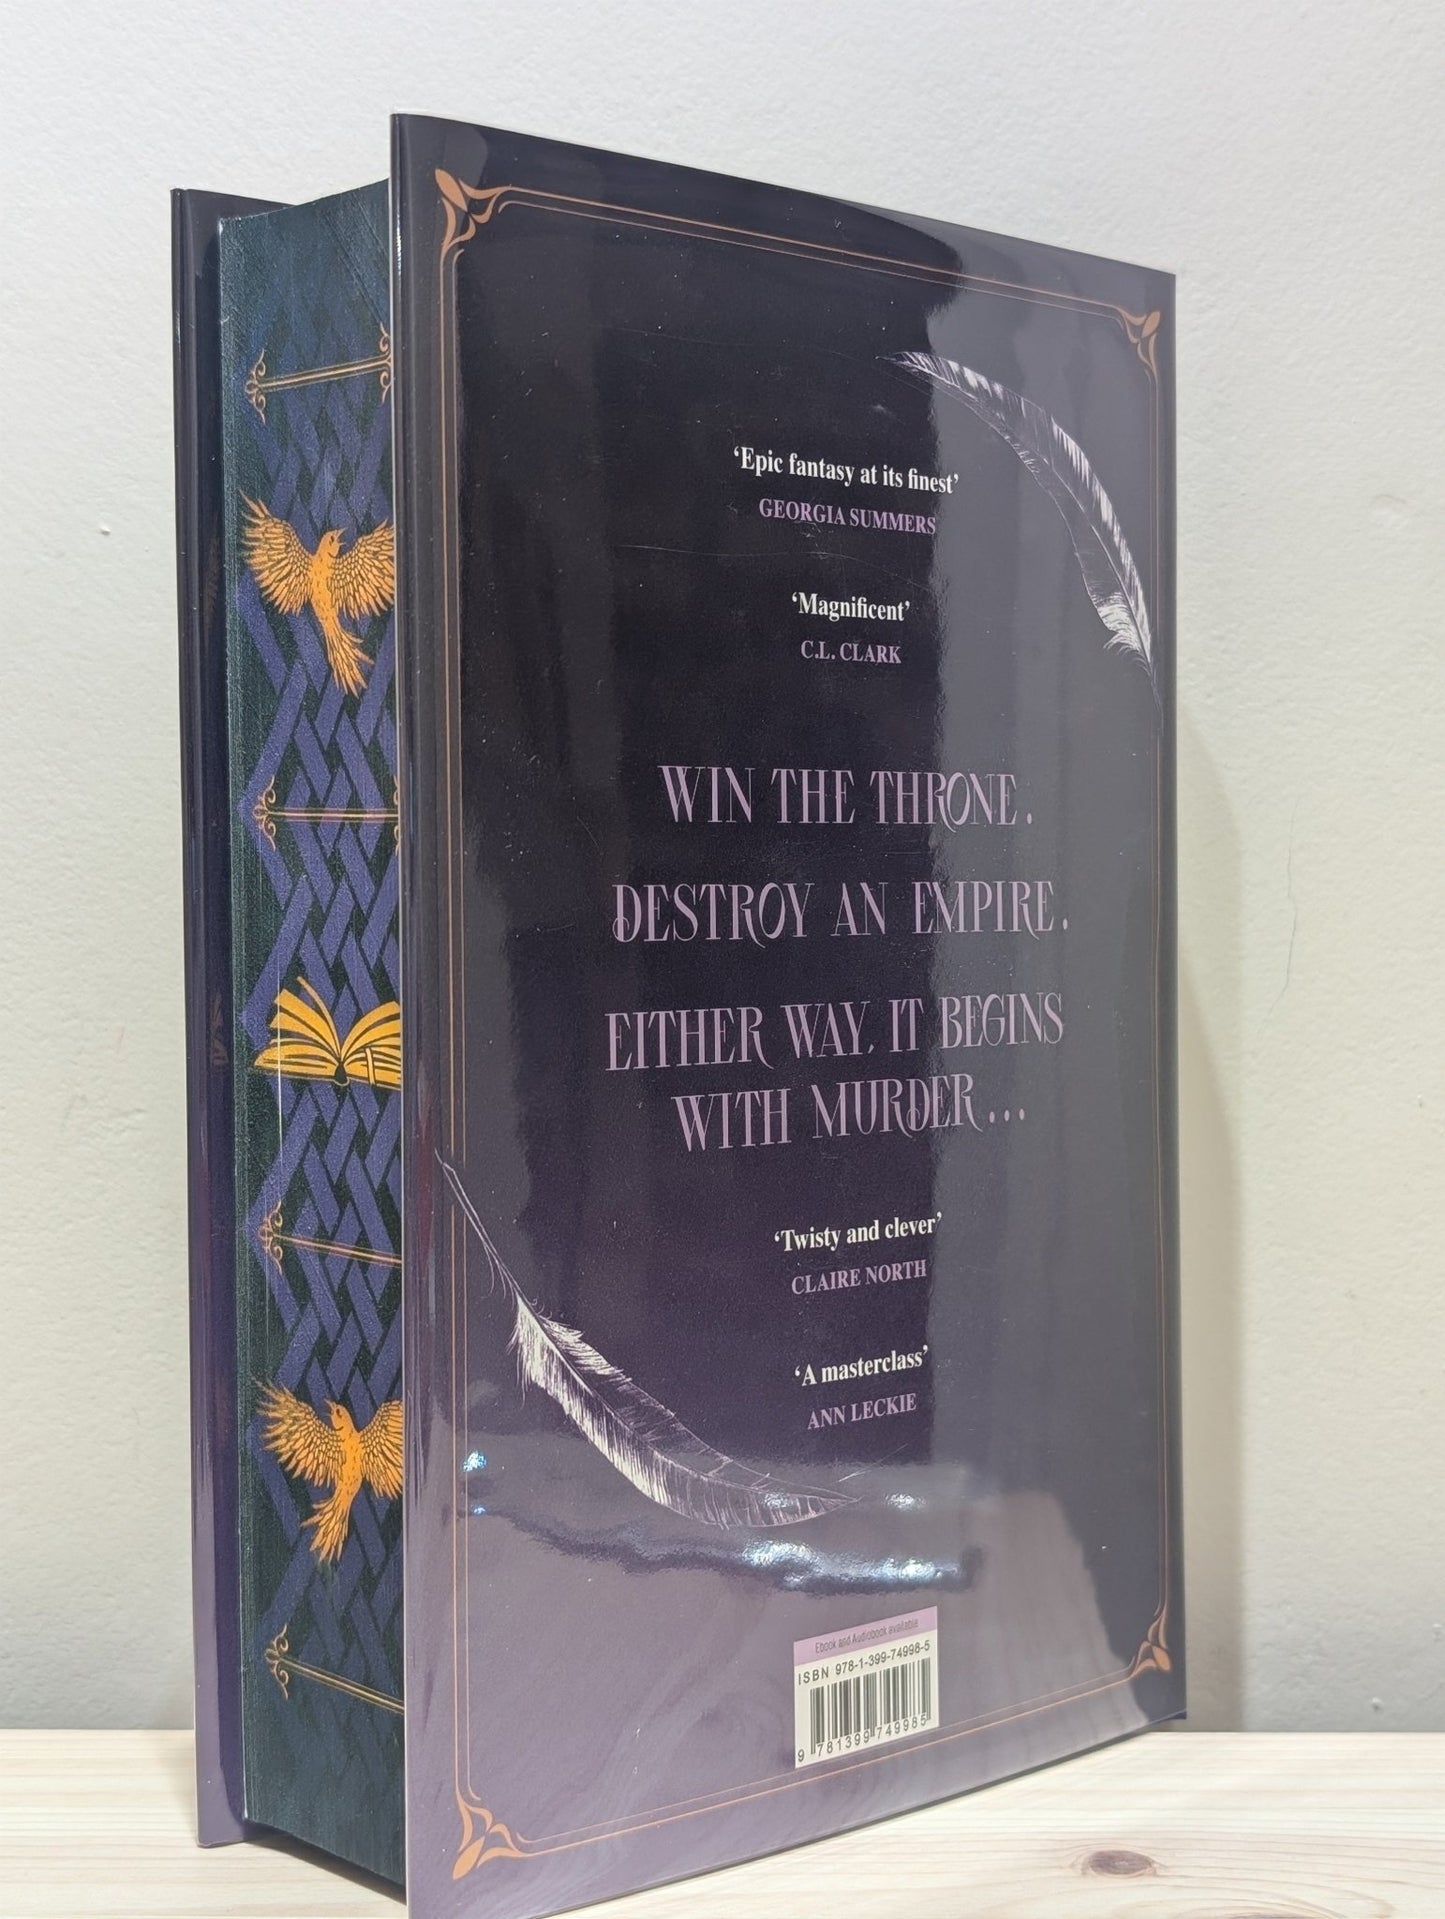 ‘Epic fantasy at its finest’
GEORGIA SUMMERS
‘Magnificent’
C.L. CLARK
WIN THE THRONE.
DESTROY AN EMPIRE.
EITHER WAY, IT BEGINS
WITH MURDER...
‘Twisty and clever’
CLAIRE NORTH
‘A masterclass’
ANN LECKIE
Ebook and Audiobook available
ISBN 978-1-399-74998-5
9 781399 749985